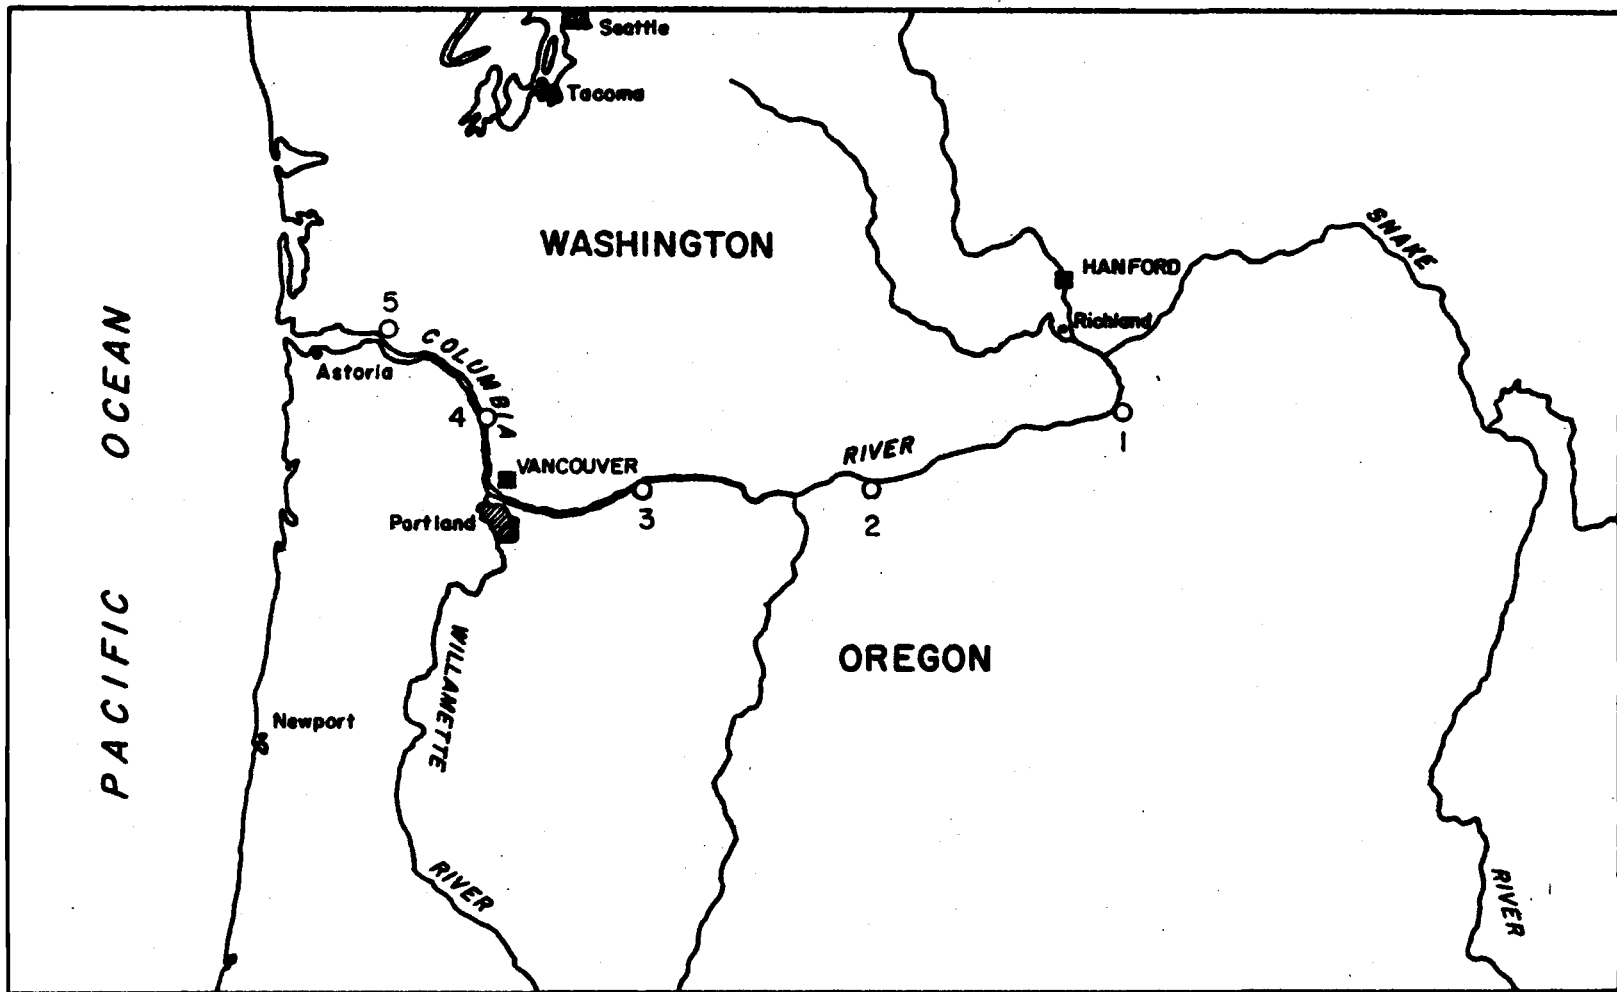 Seattle
Tacoma
WASHINGTON
SNAKE
HANFORD
Richland
5
COLUMBIA
Astoria
4
1
RIVER
VANCOUVER
3
2
Portland
PACIFIC OCEAN
WILLAMETTE
OREGON
Newport
RIVER
RIVER